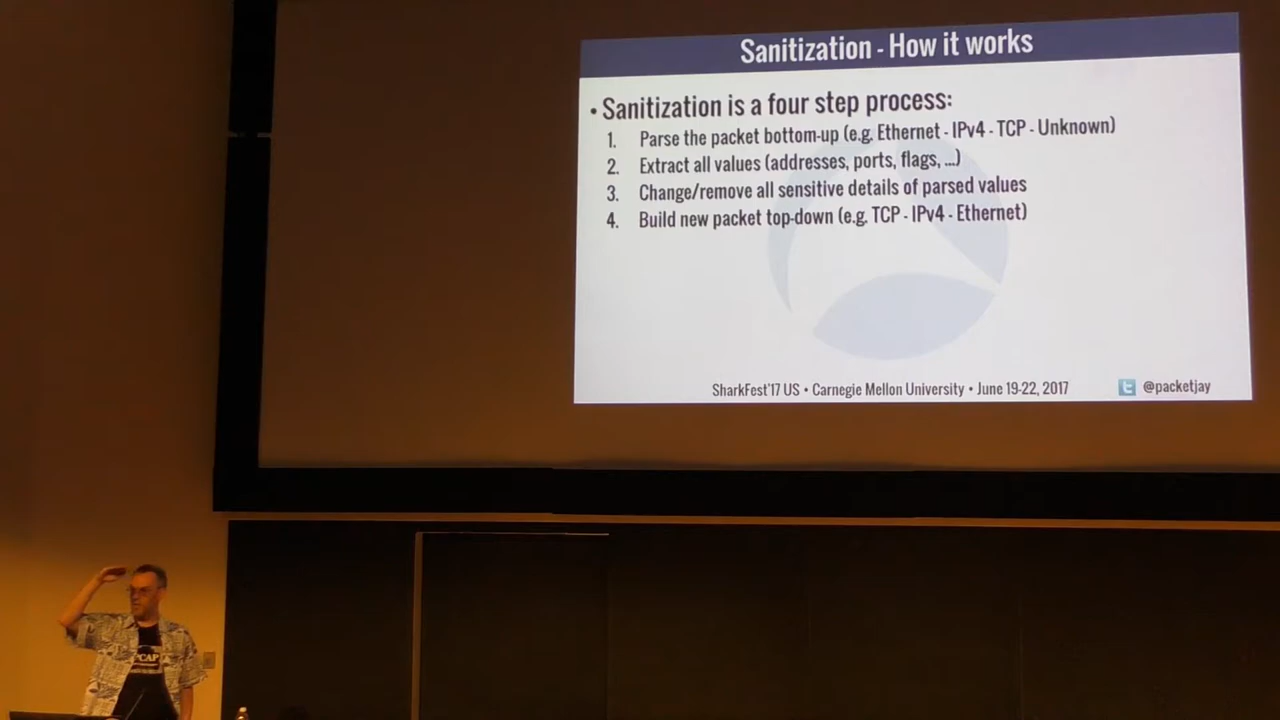 Sanitization - How it works
• Sanitization is a four step process:
1. Parse the packet bottom-up (e.g. Ethernet - IPv4 - TCP - Unknown)
2. Extract all values (addresses, ports, flags, ...)
3. Change/remove all sensitive details of parsed values
4. Build new packet top-down (e.g. TCP - IPv4 - Ethernet)
SharkFest'17 US • Carnegie Mellon University • June 19-22, 2017 @packetjay
PCAP